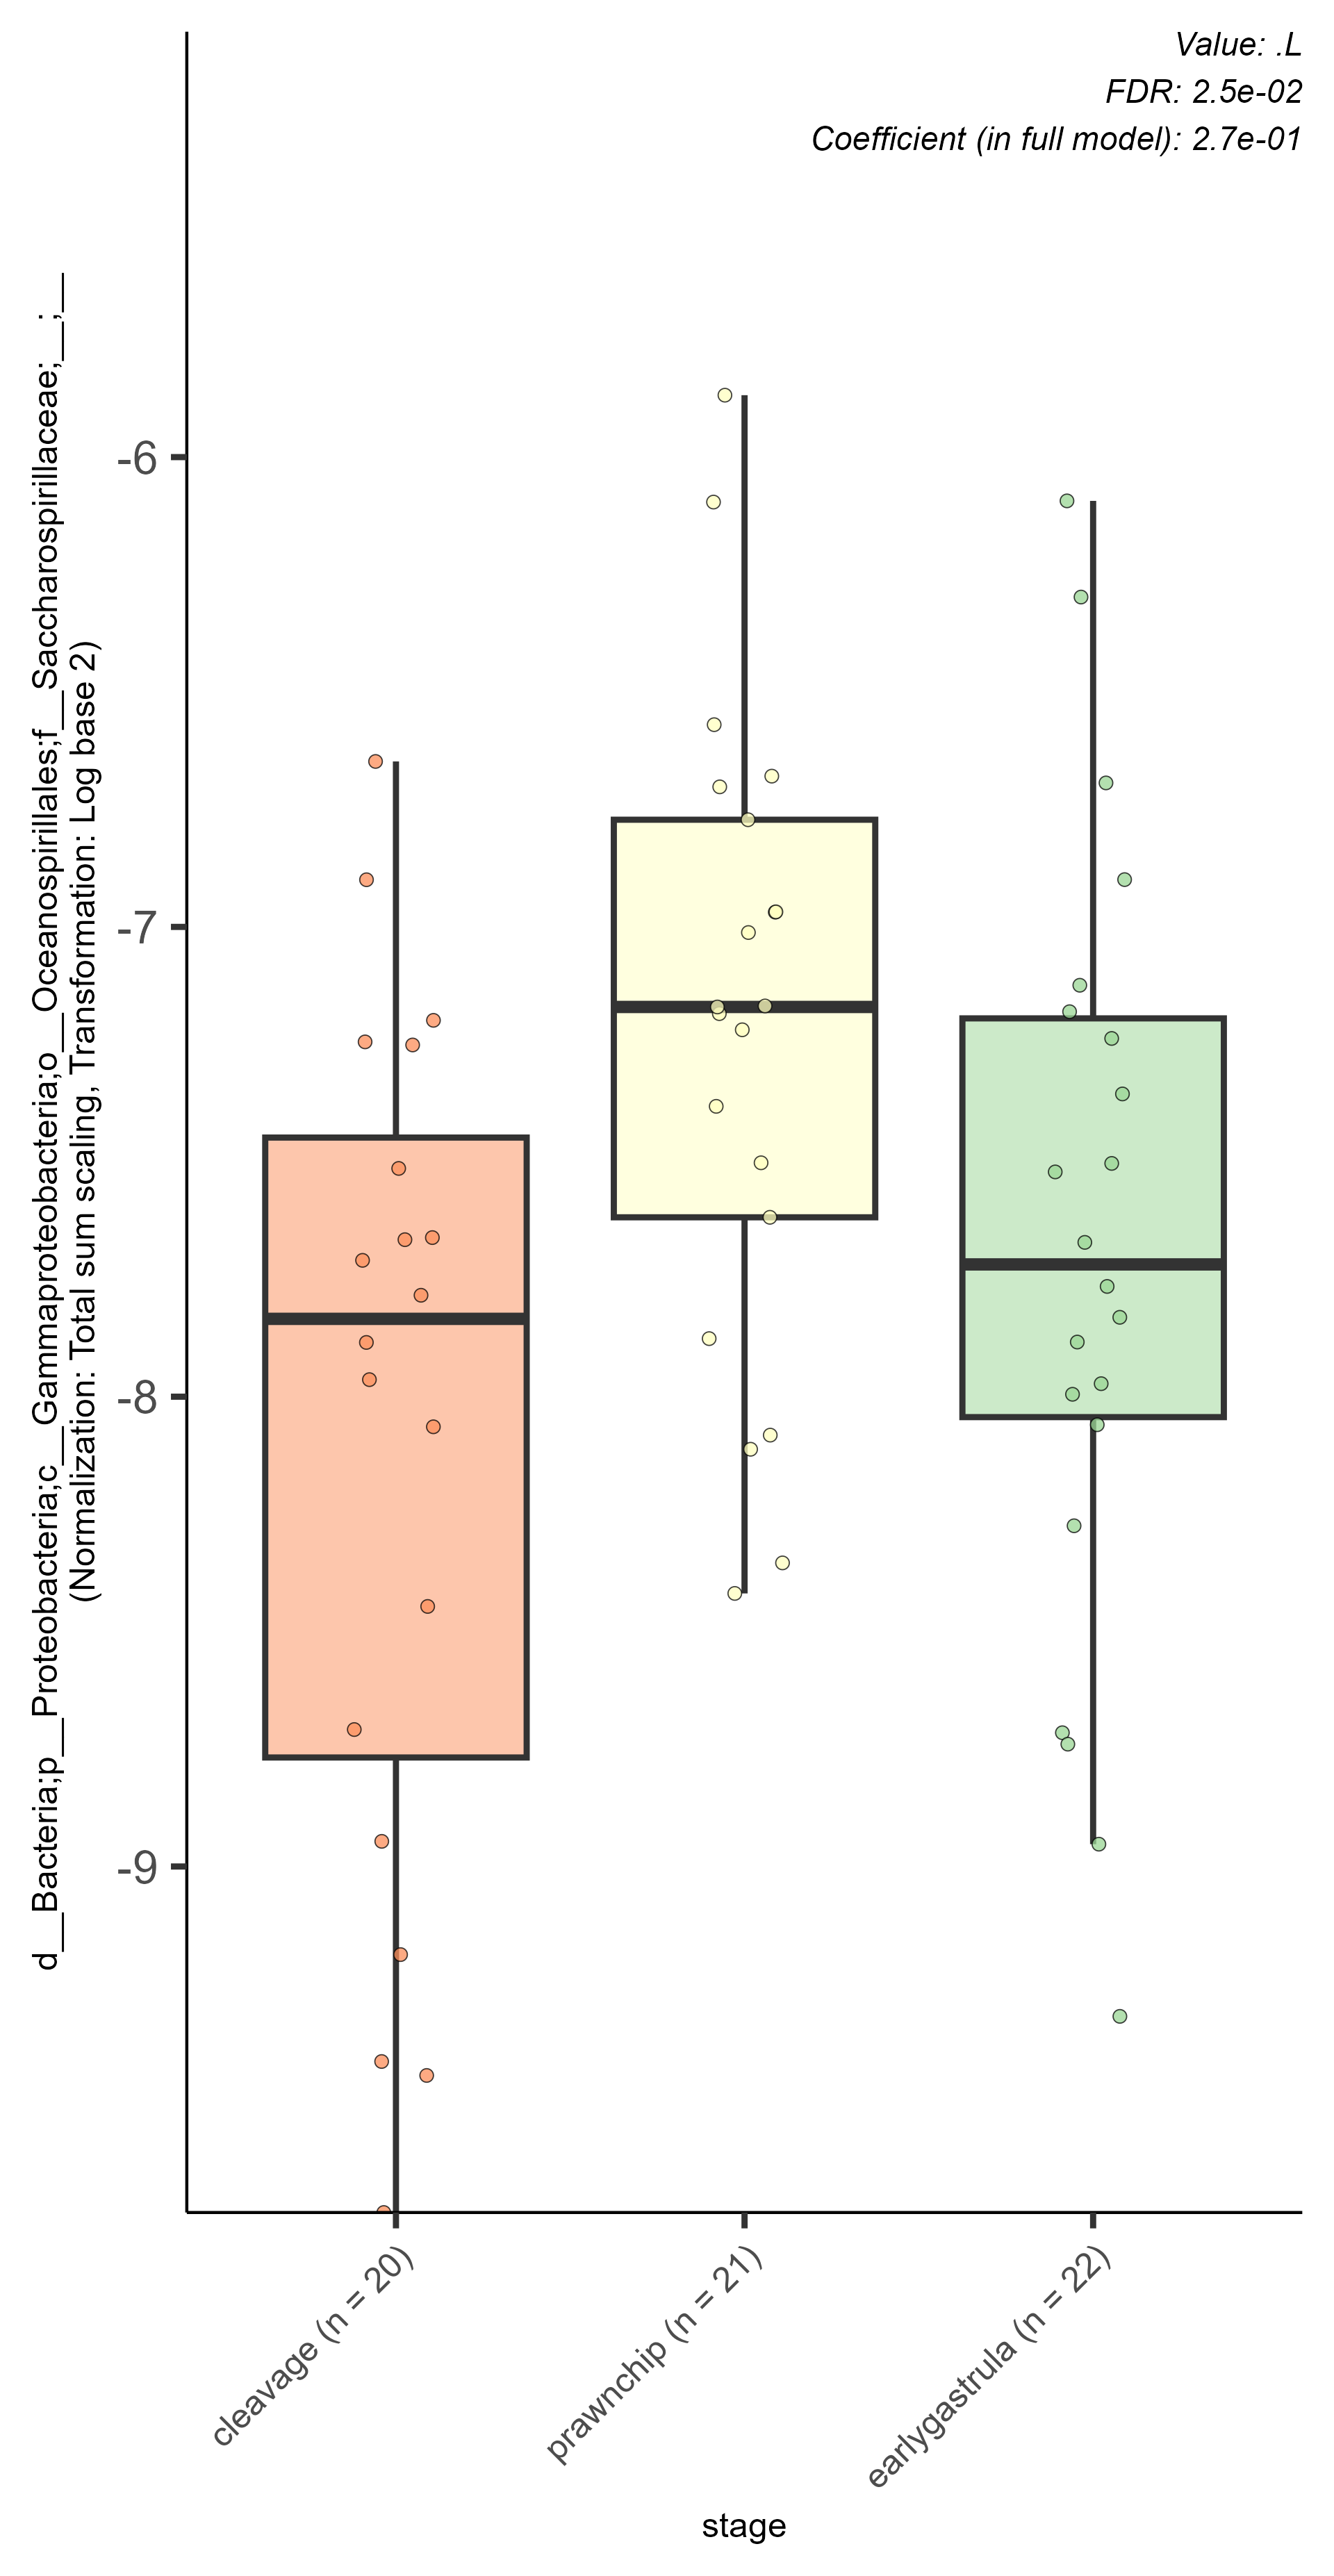 Value: .L
FDR: 2.5e-02
Coefficient (in full model): 2.7e-01
d__Bacteria;p__Proteobacteria;c__Gammaproteobacteria;o__Oceanospirillales;f__Saccharospirillaceae;__;__
(Normalization: Total sum scaling, Transformation: Log base 2)
-6
-7
-8
-9
cleavage (n = 20)
prawnchip (n = 21)
earlygastrula (n = 22)
stage